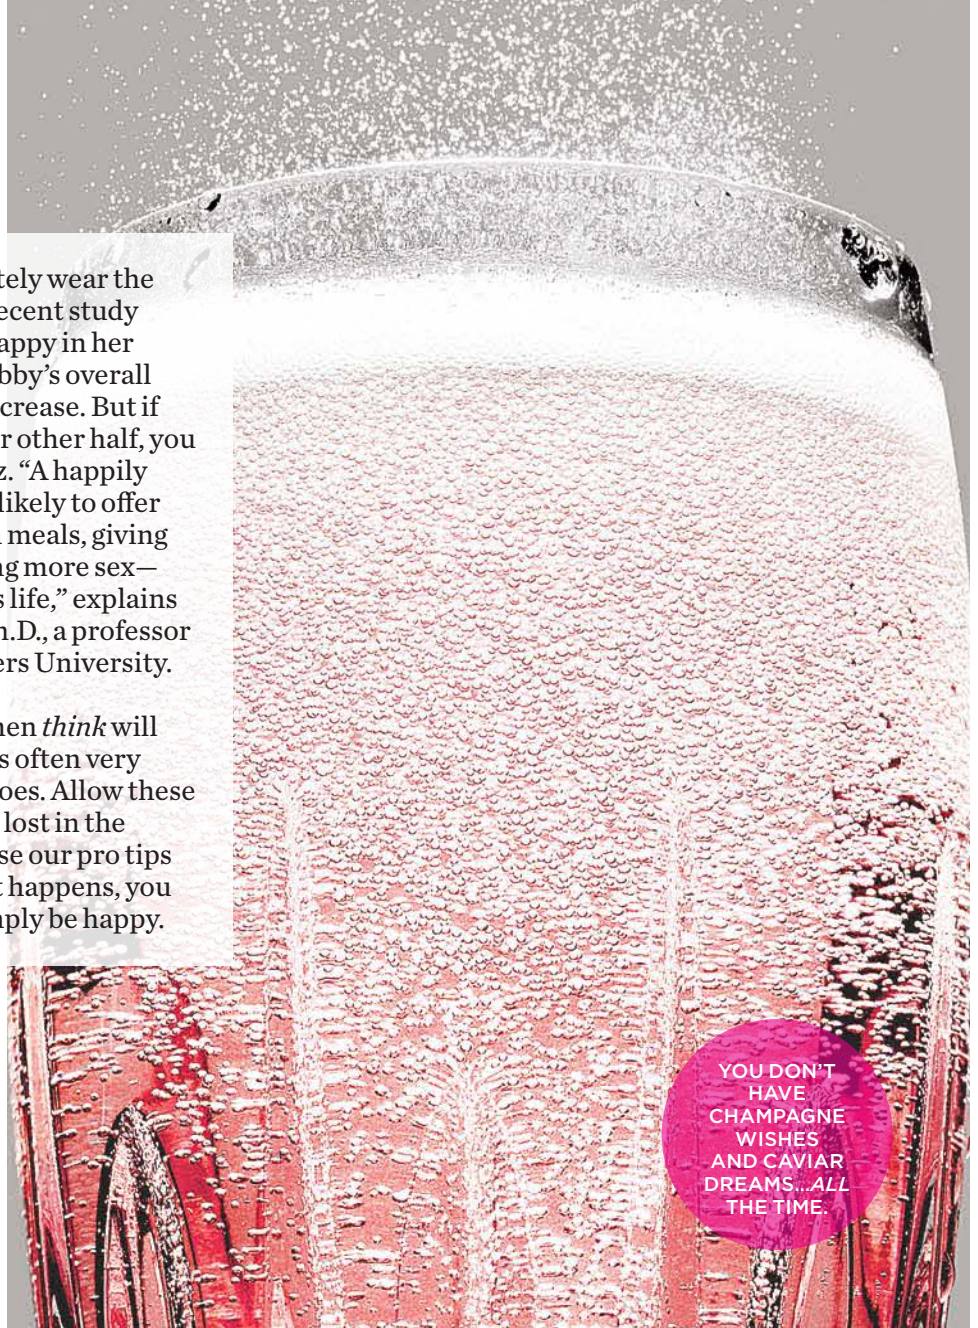 tely wear the
ecent study
appy in her
bby’s overall
crease. But if
r other half, you
z. “A happily
likely to offer
meals, giving
ng more sex—
s life,” explains
h.D., a professor
ers University.
hen think will
s often very
oes. Allow these
lost in the
se our pro tips
t happens, you
mply be happy.
YOU DON’T
HAVE
CHAMPAGNE
WISHES
AND CAVIAR
DREAMS...ALL
THE TIME.